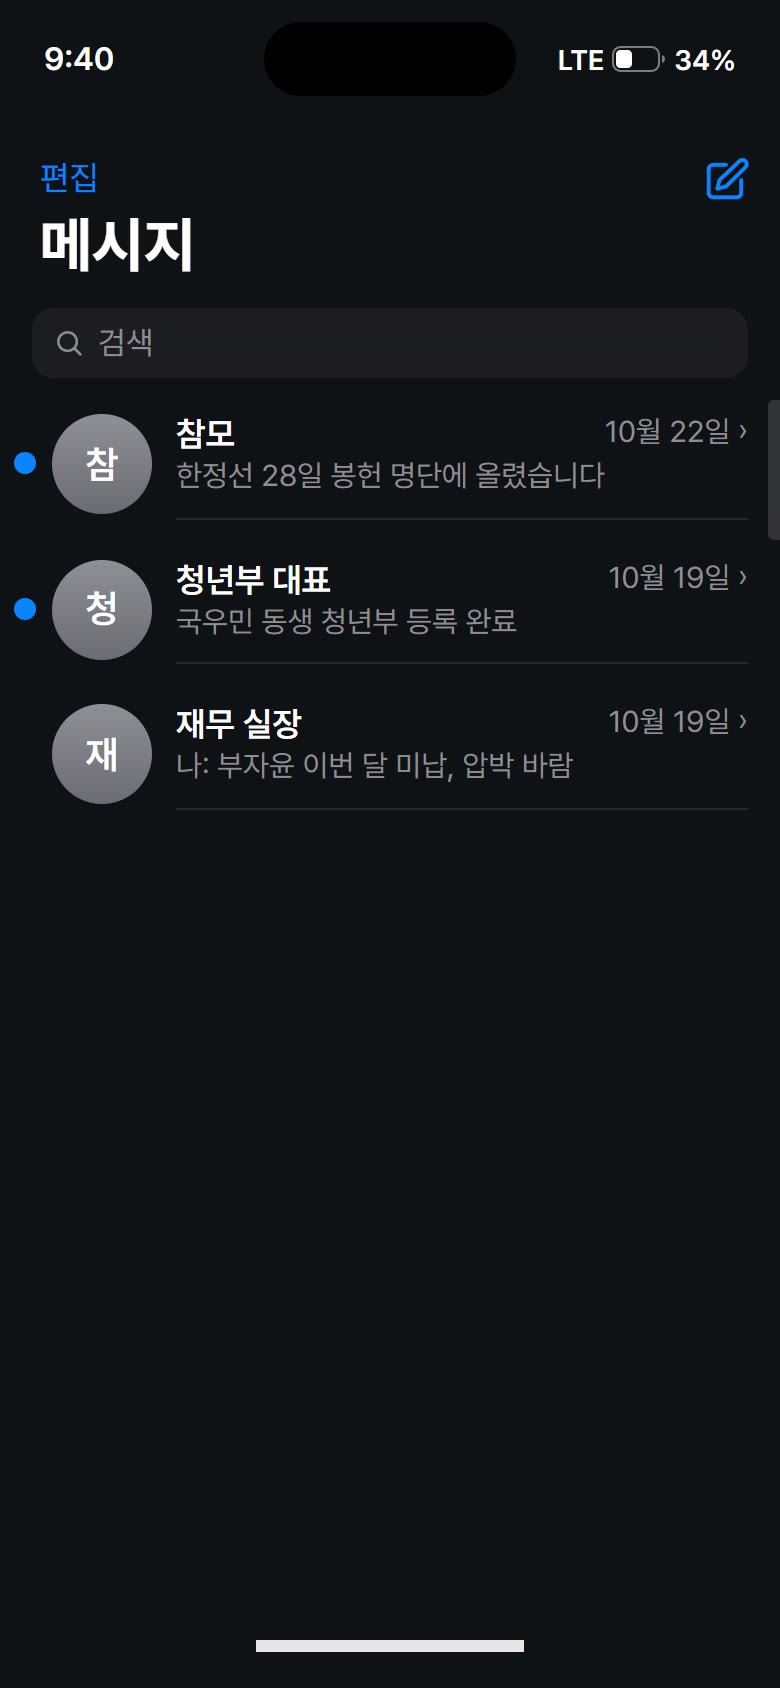 9:40
LTE 34%
편집
메시지
검색
참
참모
10월 22일 ›
한정선 28일 봉헌 명단에 올렸습니다
청
청년부 대표
10월 19일 ›
국우민 동생 청년부 등록 완료
재
재무 실장
10월 19일 ›
나: 부자윤 이번 달 미납, 압박 바람